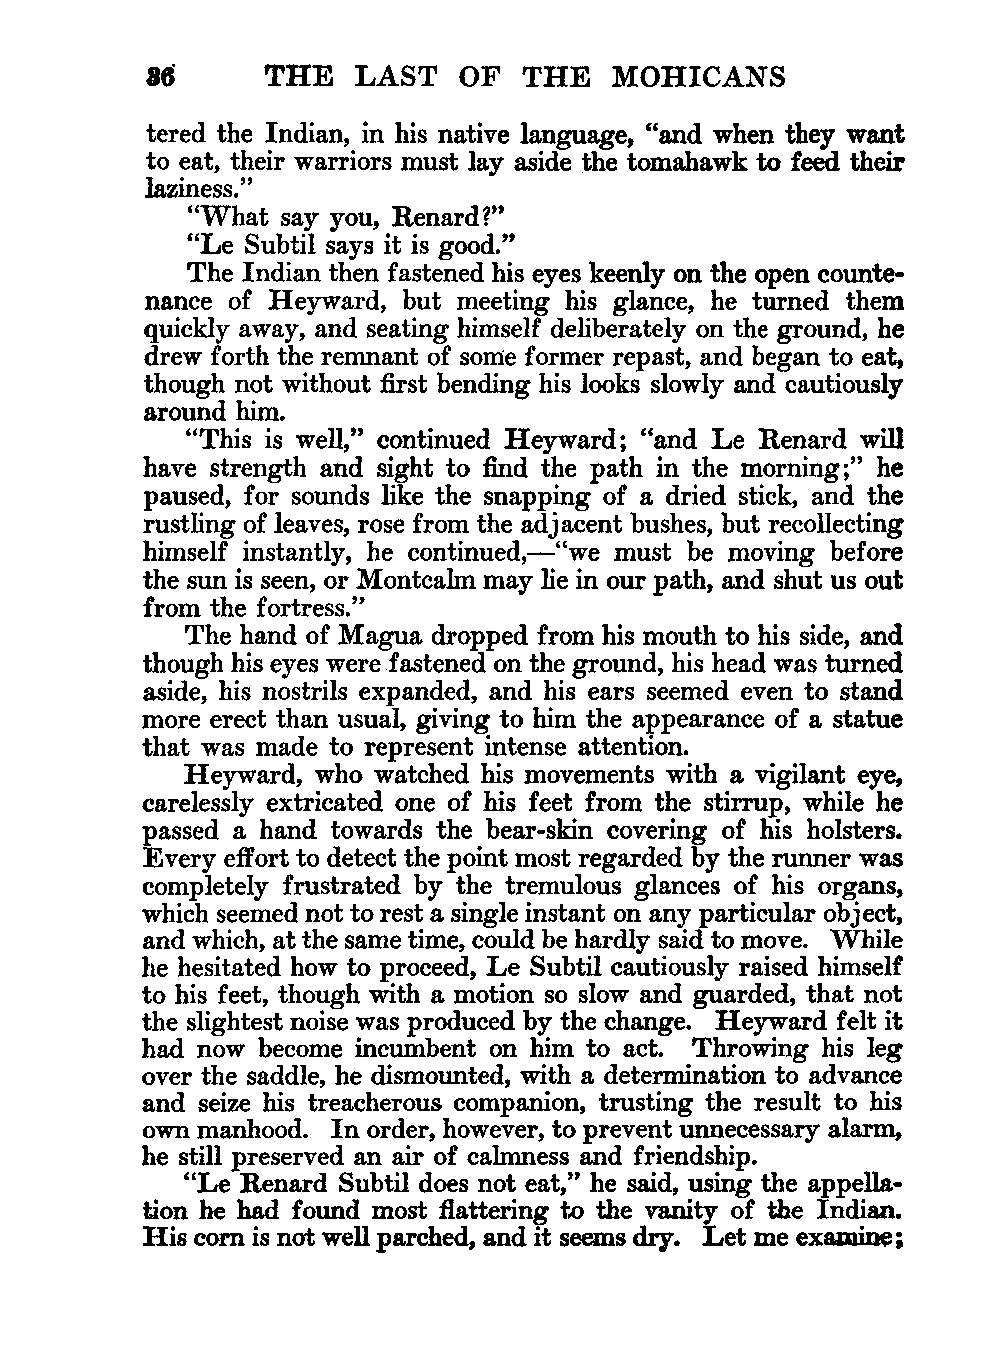 36 THE LAST OF THE MOHICANS
tered the Indian, in his native language, “and when they want
to eat, their warriors must lay aside the tomahawk to feed their
laziness.”
“What say you, Renard?”
“Le Subtil says it is good.”
The Indian then fastened his eyes keenly on the open counte-
nance of Heyward, but meeting his glance, he turned them
quickly away, and seating himself deliberately on the ground, he
drew forth the remnant of some former repast, and began to eat,
though not without first bending his looks slowly and cautiously
around him.
“This is well,” continued Heyward; “and Le Renard will
have strength and sight to find the path in the morning;” he
paused, for sounds like the snapping of a dried stick, and the
rustling of leaves, rose from the adjacent bushes, but recollecting
himself instantly, he continued,—“we must be moving before
the sun is seen, or Montcalm may lie in our path, and shut us out
from the fortress.”
The hand of Magua dropped from his mouth to his side, and
though his eyes were fastened on the ground, his head was turned
aside, his nostrils expanded, and his ears seemed even to stand
more erect than usual, giving to him the appearance of a statue
that was made to represent intense attention.
Heyward, who watched his movements with a vigilant eye,
carelessly extricated one of his feet from the stirrup, while he
passed a hand towards the bear-skin covering of his holsters.
Every effort to detect the point most regarded by the runner was
completely frustrated by the tremulous glances of his organs,
which seemed not to rest a single instant on any particular object,
and which, at the same time, could be hardly said to move. While
he hesitated how to proceed, Le Subtil cautiously raised himself
to his feet, though with a motion so slow and guarded, that not
the slightest noise was produced by the change. Heyward felt it
had now become incumbent on him to act. Throwing his leg
over the saddle, he dismounted, with a determination to advance
and seize his treacherous companion, trusting the result to his
own manhood. In order, however, to prevent unnecessary alarm,
he still preserved an air of calmness and friendship.
“Le Renard Subtil does not eat,” he said, using the appella-
tion he had found most flattering to the vanity of the Indian.
His corn is not well parched, and it seems dry. Let me examine;